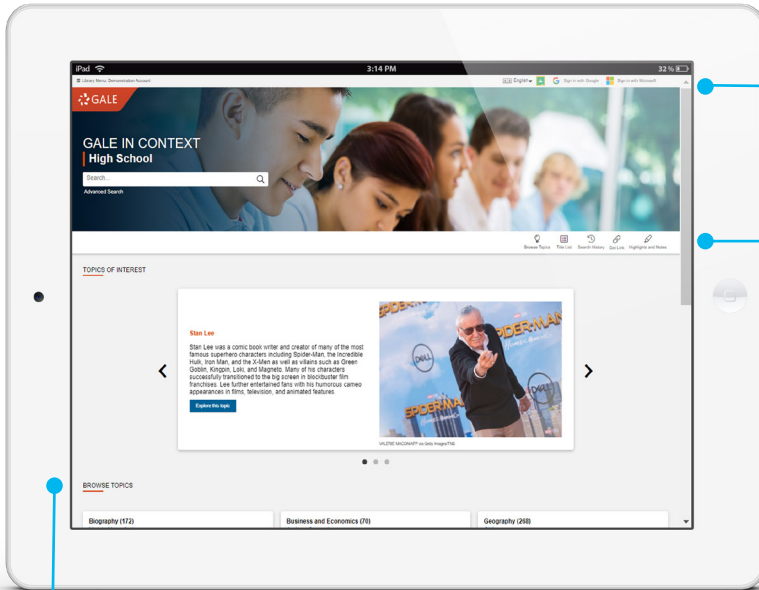 iPad
3:14 PM
32 %
Library Menu: Demonstration Account
English
Sign in with Google
Sign in with Microsoft
GALE
GALE IN CONTEXT
High School
Search...
Advanced Search
Browse Topics
Title List
Search History
Get Link
Highlights and Notes
TOPICS OF INTEREST
Stan Lee
Stan Lee was a comic book writer and creator of many of the most
famous superhero characters including Spider-Man, the Incredible
Hulk, Iron Man, and the X-Men as well as villains such as Green
Goblin, Kingpin, Loki, and Magneto. Many of his characters
successfully transitioned to the big screen in blockbuster film
franchises. Lee further entertained fans with his humorous cameo
appearances in films, television, and animated features.
Explore this topic
SPIDER-MAN
DELL
SPIDER-MAN
BROWSE TOPICS
Biography (172)
Business and Economics (70)
Geography (268)